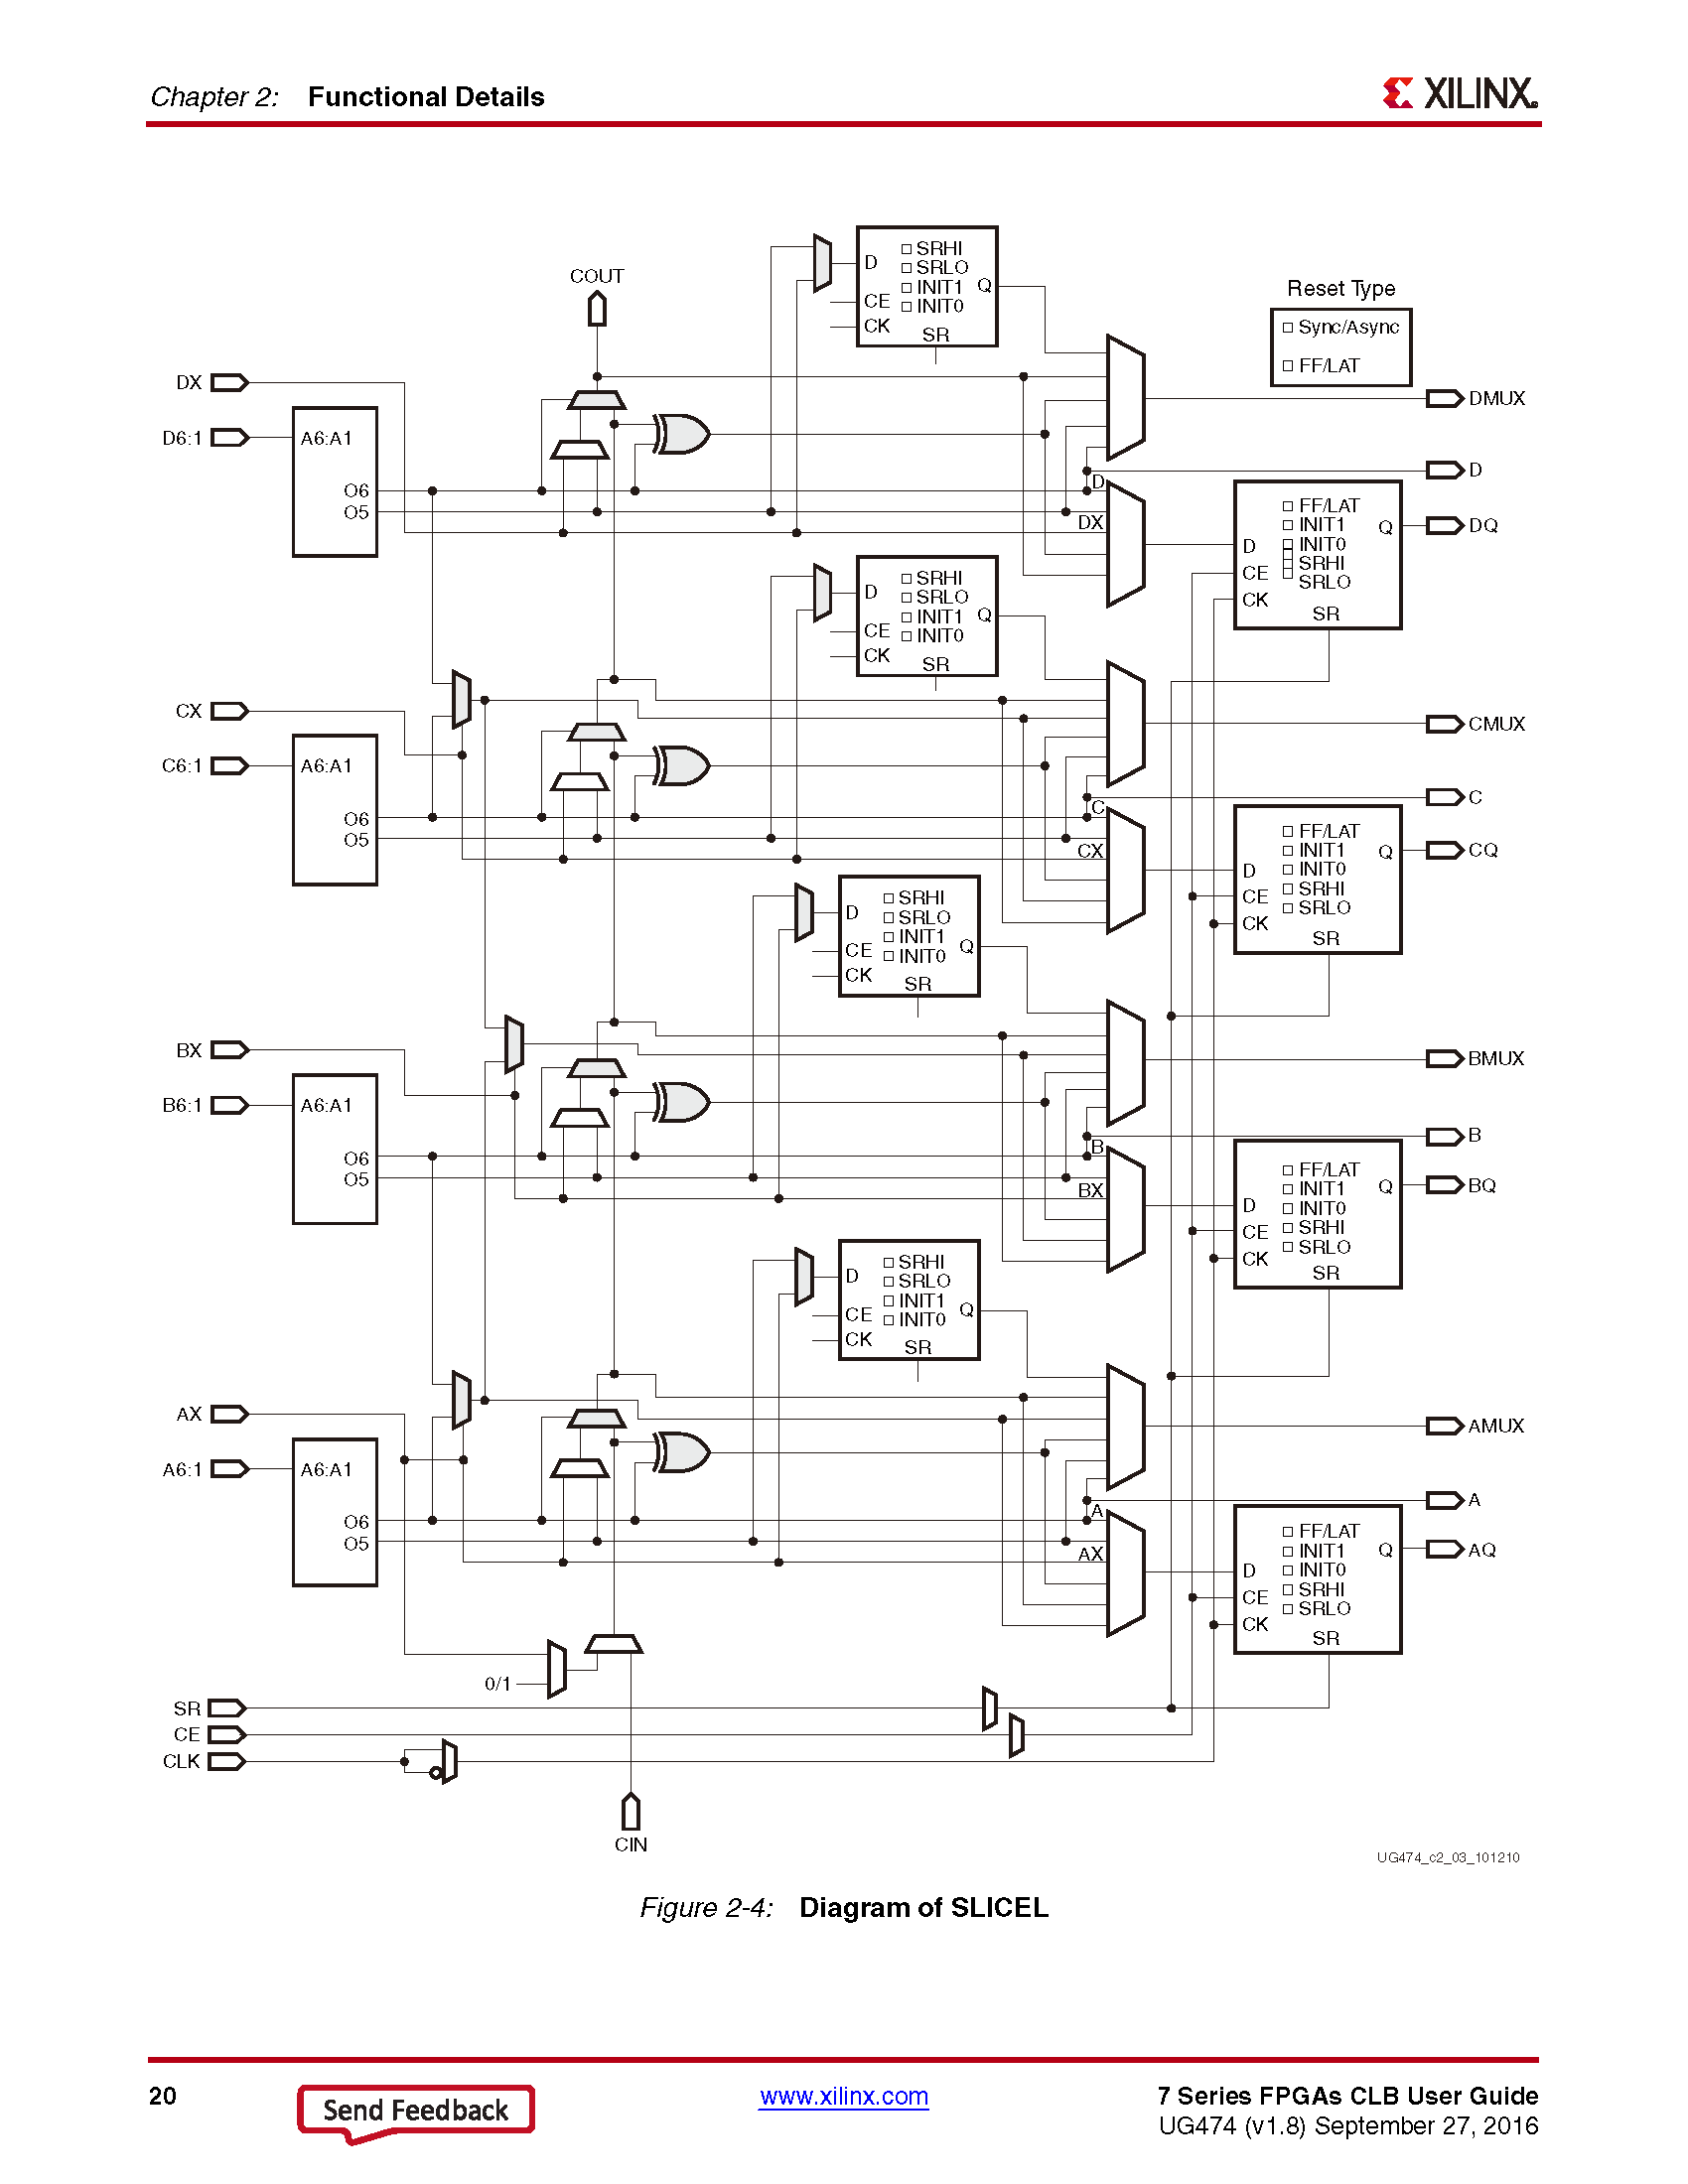 Chapter 2: Functional Details
XILINX
COUT
D
SRHI
SRLO
INIT1
INIT0
Q
CE
CK
SR
Reset Type
Sync/Async
FF/LAT
DX
D6:1
A6:A1
O6
O5
DMUX
D
D
DX
FF/LAT
INIT1
INIT0
SRHI
SRLO
D
CE
CK
Q
SR
DQ
D
SRHI
SRLO
INIT1
INIT0
Q
CE
CK
SR
CX
C6:1
A6:A1
O6
O5
CMUX
C
C
CX
FF/LAT
INIT1
INIT0
SRHI
SRLO
D
CE
CK
Q
SR
CQ
D
SRHI
SRLO
INIT1
INIT0
Q
CE
CK
SR
BX
B6:1
A6:A1
O6
O5
BMUX
B
B
BX
FF/LAT
INIT1
INIT0
SRHI
SRLO
D
CE
CK
Q
SR
BQ
D
SRHI
SRLO
INIT1
INIT0
Q
CE
CK
SR
AX
A6:1
A6:A1
O6
O5
AMUX
A
A
AX
FF/LAT
INIT1
INIT0
SRHI
SRLO
D
CE
CK
Q
SR
AQ
0/1
SR
CE
CLK
CIN
UG474_c2_03_101210
Figure 2-4: Diagram of SLICEL
20
Send Feedback
www.xilinx.com
7 Series FPGAs CLB User Guide
UG474 (v1.8) September 27, 2016